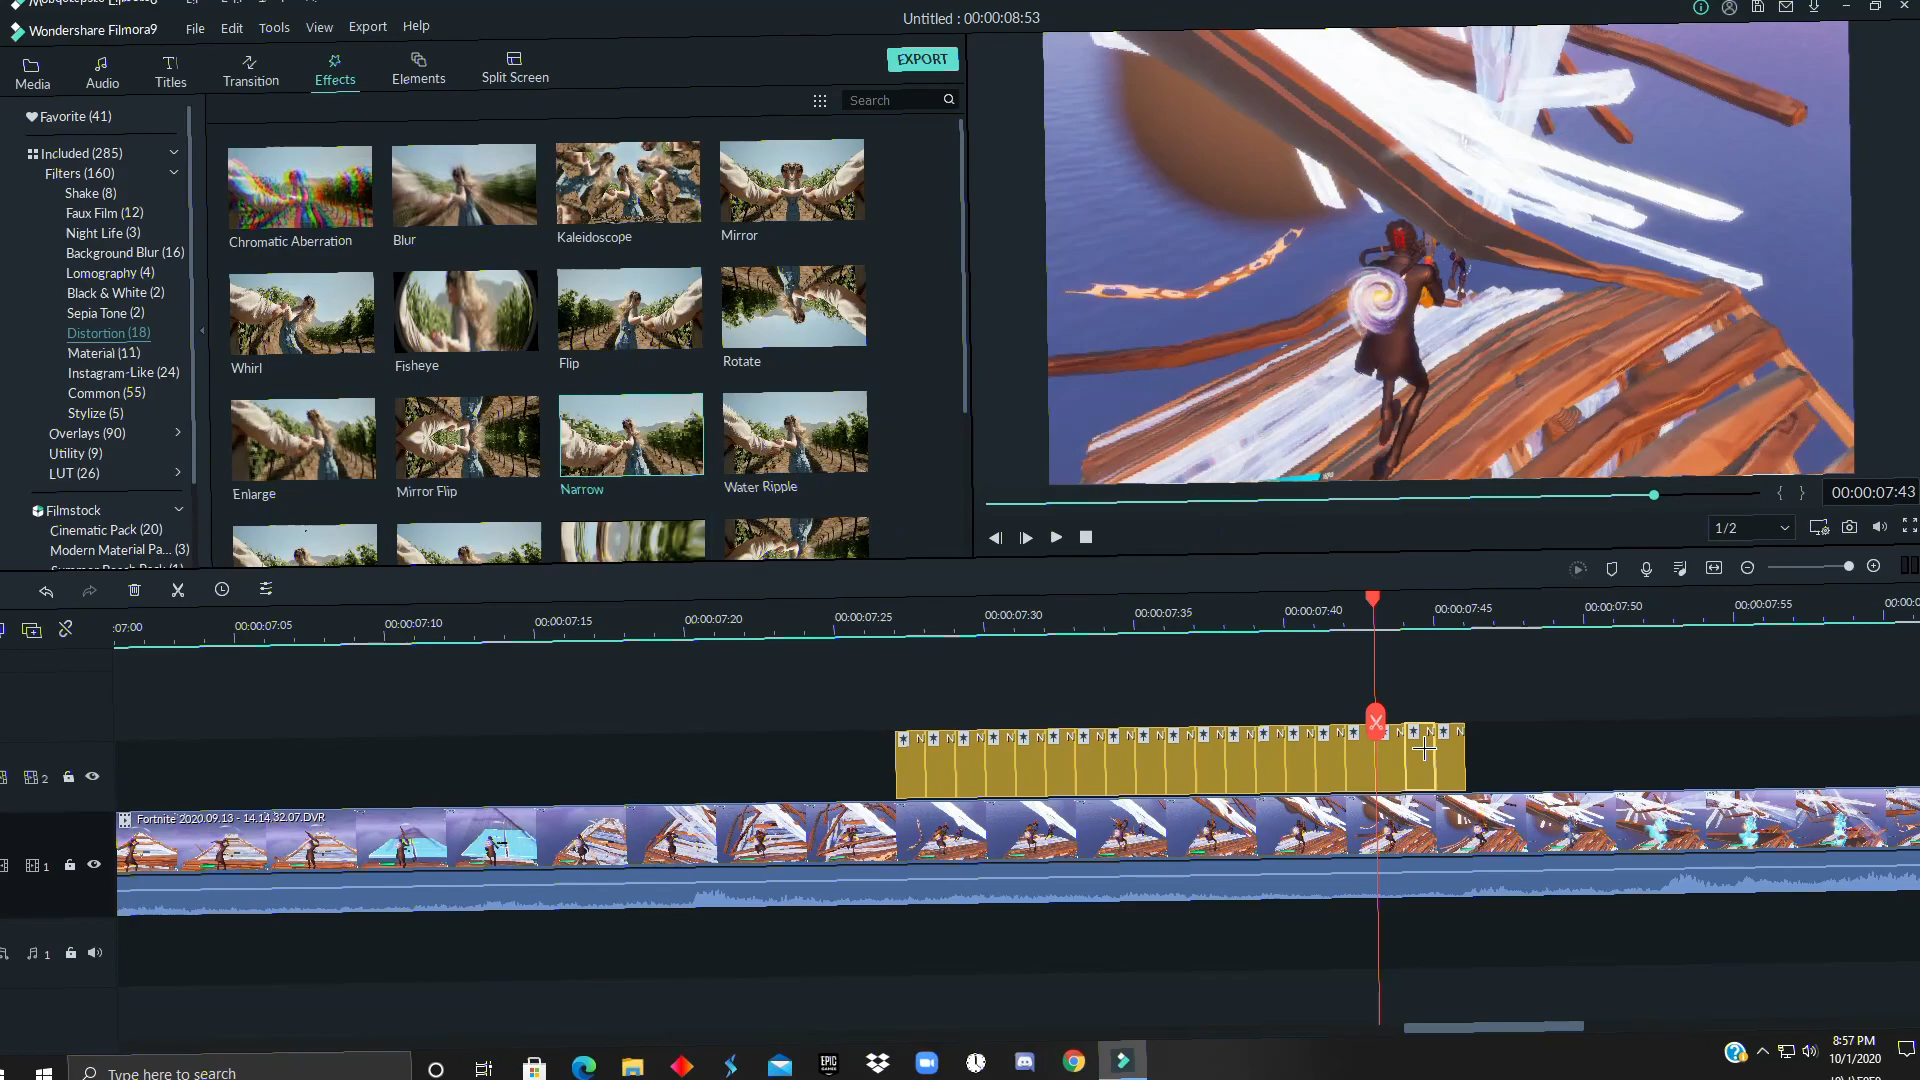 Untitled : 00:00:08:53
Wondershare Filmora9
File Edit Tools View Export Help
Media
Audio
Titles
Transition
Effects
Elements
Split Screen
EXPORT
Search
Favorite (41)
Included (285)
Filters (160)
Shake (8)
Faux Film (12)
Night Life (3)
Background Blur (16)
Lomography (4)
Black & White (2)
Sepia Tone (2)
Distortion (18)
Material (11)
Instagram-Like (24)
Common (55)
Stylize (5)
Overlays (90)
Utility (9)
LUT (26)
Filmstock
Cinematic Pack (20)
Modern Material Pa... (3)
Chromatic Aberration
Blur
Kaleidoscope
Mirror
Whirl
Fisheye
Flip
Rotate
Enlarge
Mirror Flip
Narrow
Water Ripple
{ }
00:00:07:43
1/2
:07:00
00:00:07:05
00:00:07:10
00:00:07:15
00:00:07:20
00:00:07:25
00:00:07:30
00:00:07:35
00:00:07:40
00:00:07:45
00:00:07:50
00:00:07:55
N N N N N N N N N N N N N N N N N N
2
Fortnite 2020.09.13 - 14.14.32.07.DVR
1
1
Type here to search
EPIC GAMES
8:57 PM
10/1/2020